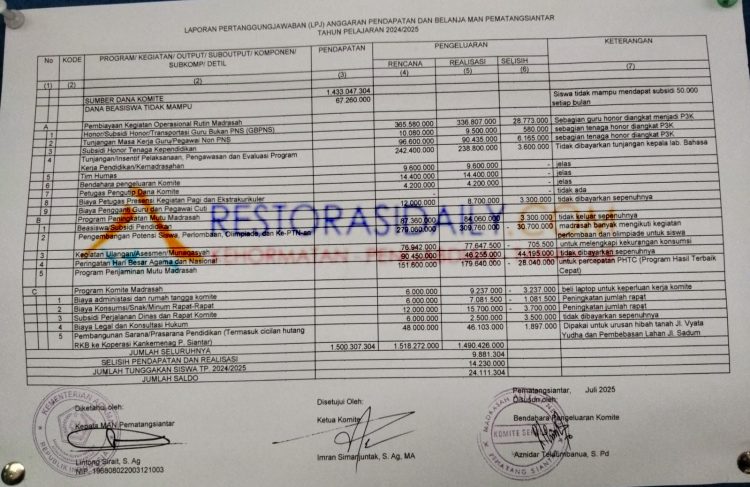 LAPORAN PERTANGGUNGJAWABAN (LPJ) ANGGARAN PENDAPATAN DAN BELANJA MAN PEMATANGSIANTAR
TAHUN PELAJARAN 2024/2025
No KODE PROGRAM/ KEGIATAN/ OUTPUT/ SUBOUTPUT/ KOMPONEN/ SUBKOMP/ DETIL PENDAPATAN PENGELUARAN KETERANGAN
RENCANA REALISASI SELISIH
(1) (2) (2) (3) (4) (5) (6) (7)
SUMBER DANA KOMITE 1.433.047.304
DANA BEASISWA TIDAK MAMPU 67.260.000 Siswa tidak mampu mendapat subsidi 50.000 setiap bulan
A Pembiayaan Kegiatan Operasional Rutin Madrasah 365.580.000 336.807.000 28.773.000 Sebagian guru honor diangkat menjadi P3K
1 Honor/Subsidi Honor/Transportasi Guru Bukan PNS (GBPNS) 10.080.000 9.500.000 580.000 Sebagian tenaga honor diangkat P3K
2 Tunjangan Masa Kerja Guru/Pegawai Non PNS 96.600.000 90.435.000 6.165.000 Sebagian tenaga honor diangkat P3K
3 Subsidi Honor Tenaga Kependidikan 242.400.000 238.800.000 3.600.000 Tidak dibayarkan tunjangan kepala lab. Bahasa
4 Tunjangan/Insentif Pelaksanaan, Pengawasan dan Evaluasi Program
Kerja Pendidikan/Kemadrasahan 9.600.000 9.600.000 - jelas
5 Tim Humas 14.400.000 14.400.000 - jelas
6 Bendahara pengeluaran Komite 4.200.000 4.200.000 - jelas
7 Petugas Pengutip Dana Komite - - - tidak ada
8 Biaya Petugas Presensi Kegiatan Pagi dan Ekstrakurikuler 12.000.000 8.700.000 3.300.000 tidak dibayarkan sepenuhnya
9 Biaya Pengganti Guru dan Pegawai Cuti
B Program Peningkatan Mutu Madrasah
1 Beasiswa/Subsidi Pendidikan 87.360.000 84.060.000 3.300.000 tidak keluar sepenuhnya
2 Pengembangan Potensi Siswa, Perlombaan, Olimpiade, dan Ke-PTN-an 279.060.000 309.760.000 - 30.700.000 madrasah banyak mengikuti kegiatan perlombaan dan olimpiade untuk siswa
3 Kegiatan Ujian/Asesmen/Munaqasyah 76.942.000 77.647.500 - 705.500 untuk melengkapi kekurangan konsumsi
4 Peringatan Hari Besar Agama dan Nasional 90.450.000 46.255.000 44.195.000 tidak dibayarkan sepenuhnya
5 Program Penjaminan Mutu Madrasah 151.600.000 179.640.000 - 28.040.000 untuk percepatan PHTC (Program Hasil Terbaik Cepat)
C Program Komite Madrasah
1 Biaya administasi dan rumah tangga komite 6.000.000 9.237.000 - 3.237.000 beli laptop untuk keperluan kerja komite
2 Biaya Konsumsi/Snak/Minum Rapat-Rapat 6.000.000 7.081.500 - 1.081.500 Peningkatan jumlah rapat
3 Subsidi Perjalanan Dinas dan Rapat-Rapat Komite 12.000.000 15.700.000 - 3.700.000 Peningkatan jumlah rapat
4 Biaya Legal dan Konsultasi Hukum 6.000.000 2.500.000 3.500.000 tidak dibayarkan sepenuhnya
5 Pembangunan Sarana/Prasarana Pendidikan (Termasuk cicilan hutang
RKB ke Koperasi Kankemenag P. Siantar) 48.000.000 46.103.000 1.897.000 Dipakai untuk urusan hibah tanah Jl. Vyata Yudha dan Pembebasan Lahan Jl. Sadum
JUMLAH SELURUHNYA 1.500.307.304 1.518.272.000 1.490.426.000
SELISIH PENDAPATAN DAN REALISASI 9.881.304
JUMLAH TUNGGAKAN SISWA TP. 2024/2025 14.230.000
JUMLAH SALDO 24.111.304
RESTORASIDAILY
Pematangsiantar, Juli 2025
Diketahui oleh: Disetujui oleh: Disusun oleh:
Kepala MAN Pematangsiantar Ketua Komite Bendahara Pengeluaran Komite
Lintong Sirait, S. Ag Imran Simanjuntak, S. Ag, MA Aznidar Telaumbanua, S. Pd
NIP. 196808022003121003